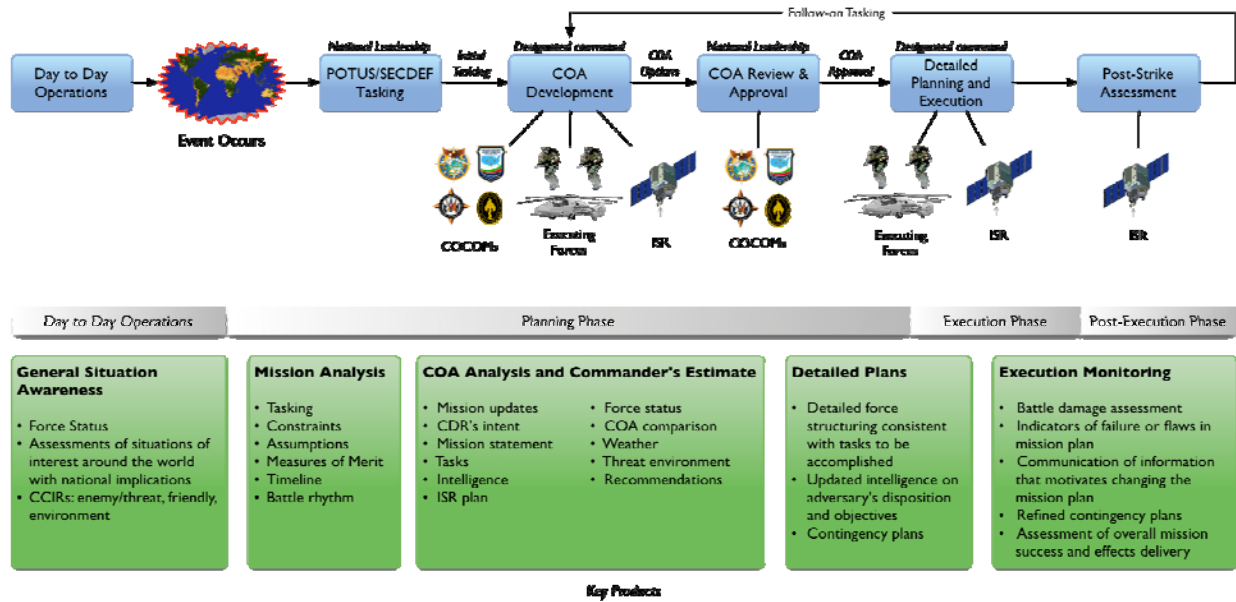 Follow-on Tasking
National Leadership
Initial
Tasking
Designated command
COA
Options
National Leadership
COA
Approval
Designated command
Day to Day
Operations
POTUS/SECDEF
Tasking
COA
Development
COA Review &
Approval
Detailed
Planning and
Execution
Post-Strike
Assessment
Event Occurs
COCOMs
Executing
Forces
ISR
COCOMs
Executing
Forces
ISR
ISR
Day to Day Operations
Planning Phase
Execution Phase
Post-Execution Phase
General Situation
Awareness
• Force Status
• Assessments of situations of
interest around the world
with national implications
• CCIRs: enemy/threat, friendly,
environment
Mission Analysis
• Tasking
• Constraints
• Assumptions
• Measures of Merit
• Timeline
• Battle rhythm
COA Analysis and Commander's Estimate
• Mission updates
• CDR's intent
• Mission statement
• Tasks
• Intelligence
• ISR plan
• Force status
• COA comparison
• Weather
• Threat environment
• Recommendations
Detailed Plans
• Detailed force
structuring consistent
with tasks to be
accomplished
• Updated intelligence on
adversary's disposition
and objectives
• Contingency plans
Execution Monitoring
• Battle damage assessment
• Indicators of failure or flaws in
mission plan
• Communication of information
that motivates changing the
mission plan
• Refined contingency plans
• Assessment of overall mission
success and effects delivery
Key Products